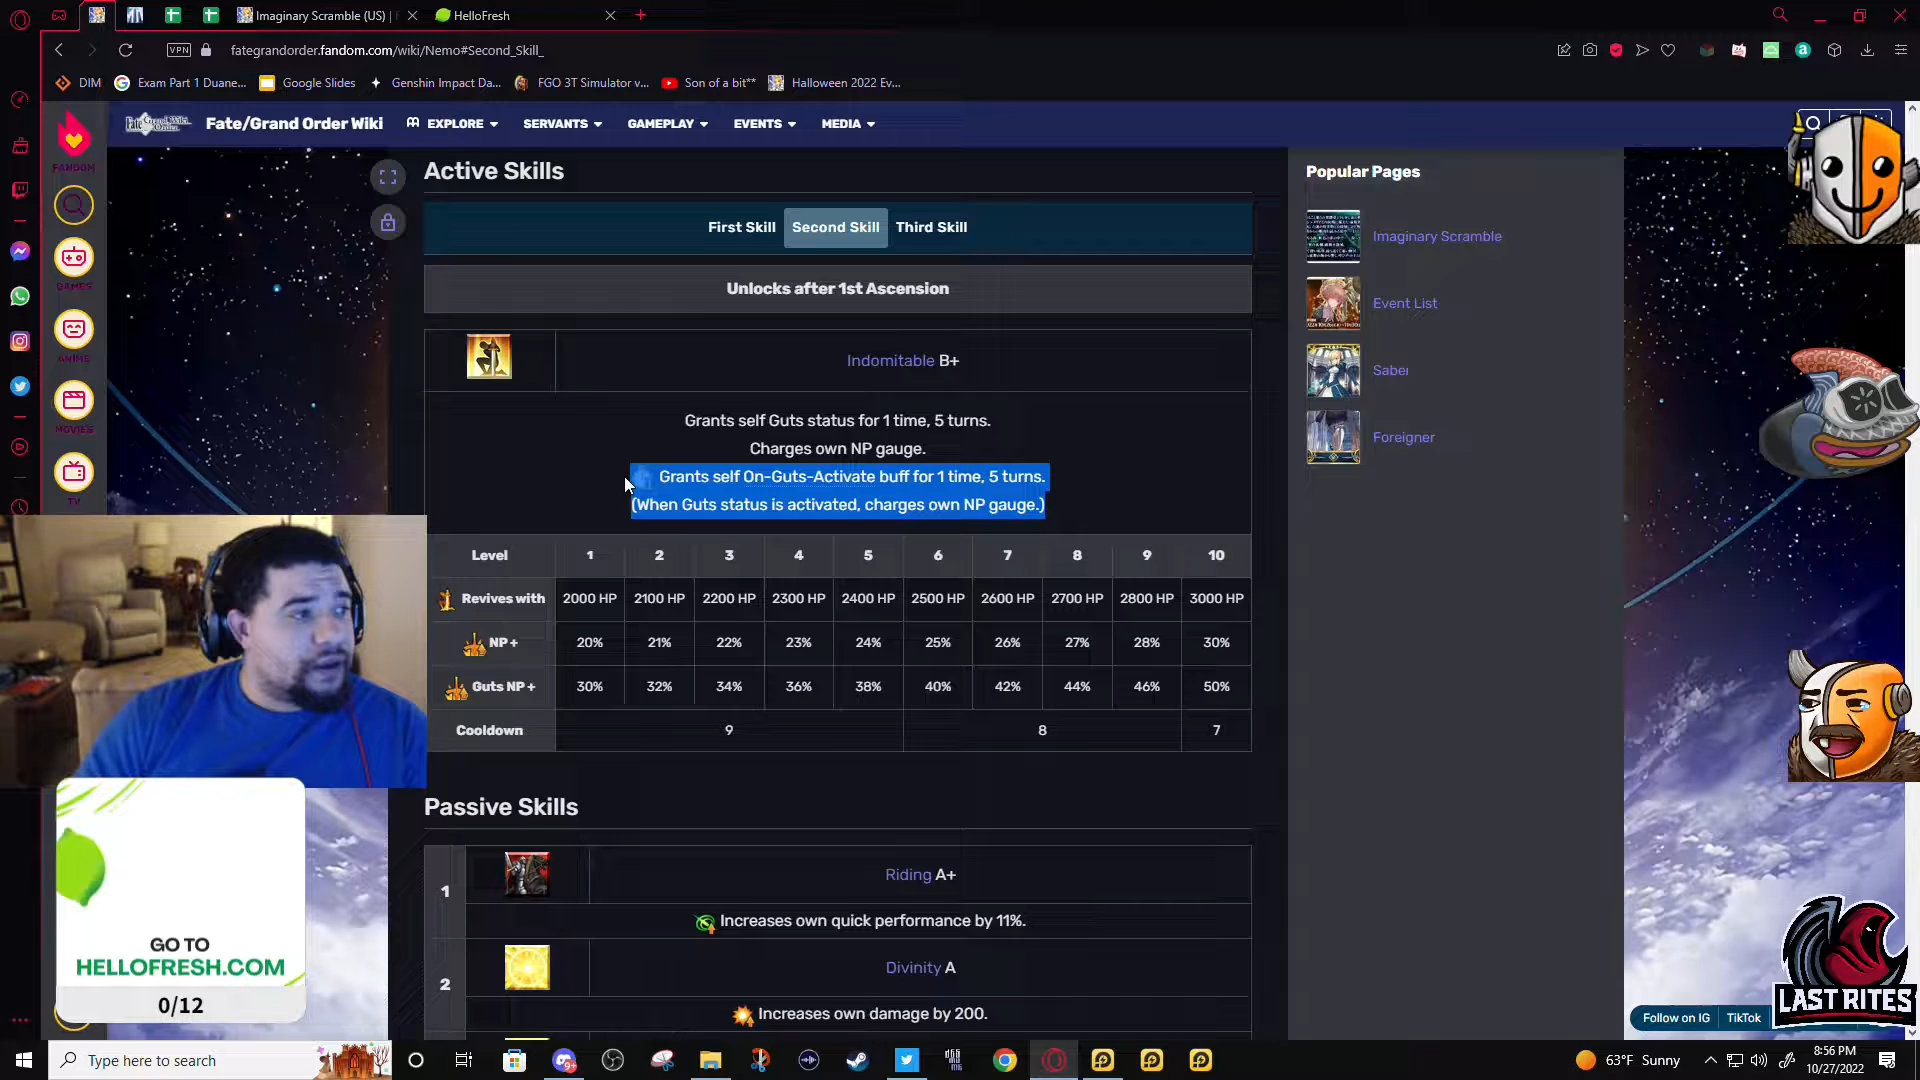 Imaginary Scramble (US) |
HelloFresh
VPN
fategrandorder.fandom.com/wiki/Nemo#Second_Skill_
DIM
Exam Part 1 Duane...
Google Slides
Genshin Impact Da...
FGO 3T Simulator v...
Son of a bit**
Halloween 2022 Ev...
Fate/Grand Order Wiki
EXPLORE
SERVANTS
GAMEPLAY
EVENTS
MEDIA
FANDOM
GAMES
ANIME
MOVIES
TV
Active Skills
First Skill
Second Skill
Third Skill
Unlocks after 1st Ascension
Indomitable B+
Grants self Guts status for 1 time, 5 turns.
Charges own NP gauge.
Grants self On-Guts-Activate buff for 1 time, 5 turns.
(When Guts status is activated, charges own NP gauge.)
Level 1 2 3 4 5 6 7 8 9 10
Revives with 2000 HP 2100 HP 2200 HP 2300 HP 2400 HP 2500 HP 2600 HP 2700 HP 2800 HP 3000 HP
NP + 20% 21% 22% 23% 24% 25% 26% 27% 28% 30%
Guts NP + 30% 32% 34% 36% 38% 40% 42% 44% 46% 50%
Cooldown 9 8 7
Passive Skills
1
Riding A+
Increases own quick performance by 11%.
2
Divinity A
Increases own damage by 200.
Popular Pages
Imaginary Scramble
Event List
Saber
Foreigner
GO TO
HELLOFRESH.COM
0/12
LAST RITES
Follow on IG
TikTok
Type here to search
9+
63°F Sunny
8:56 PM
10/27/2022